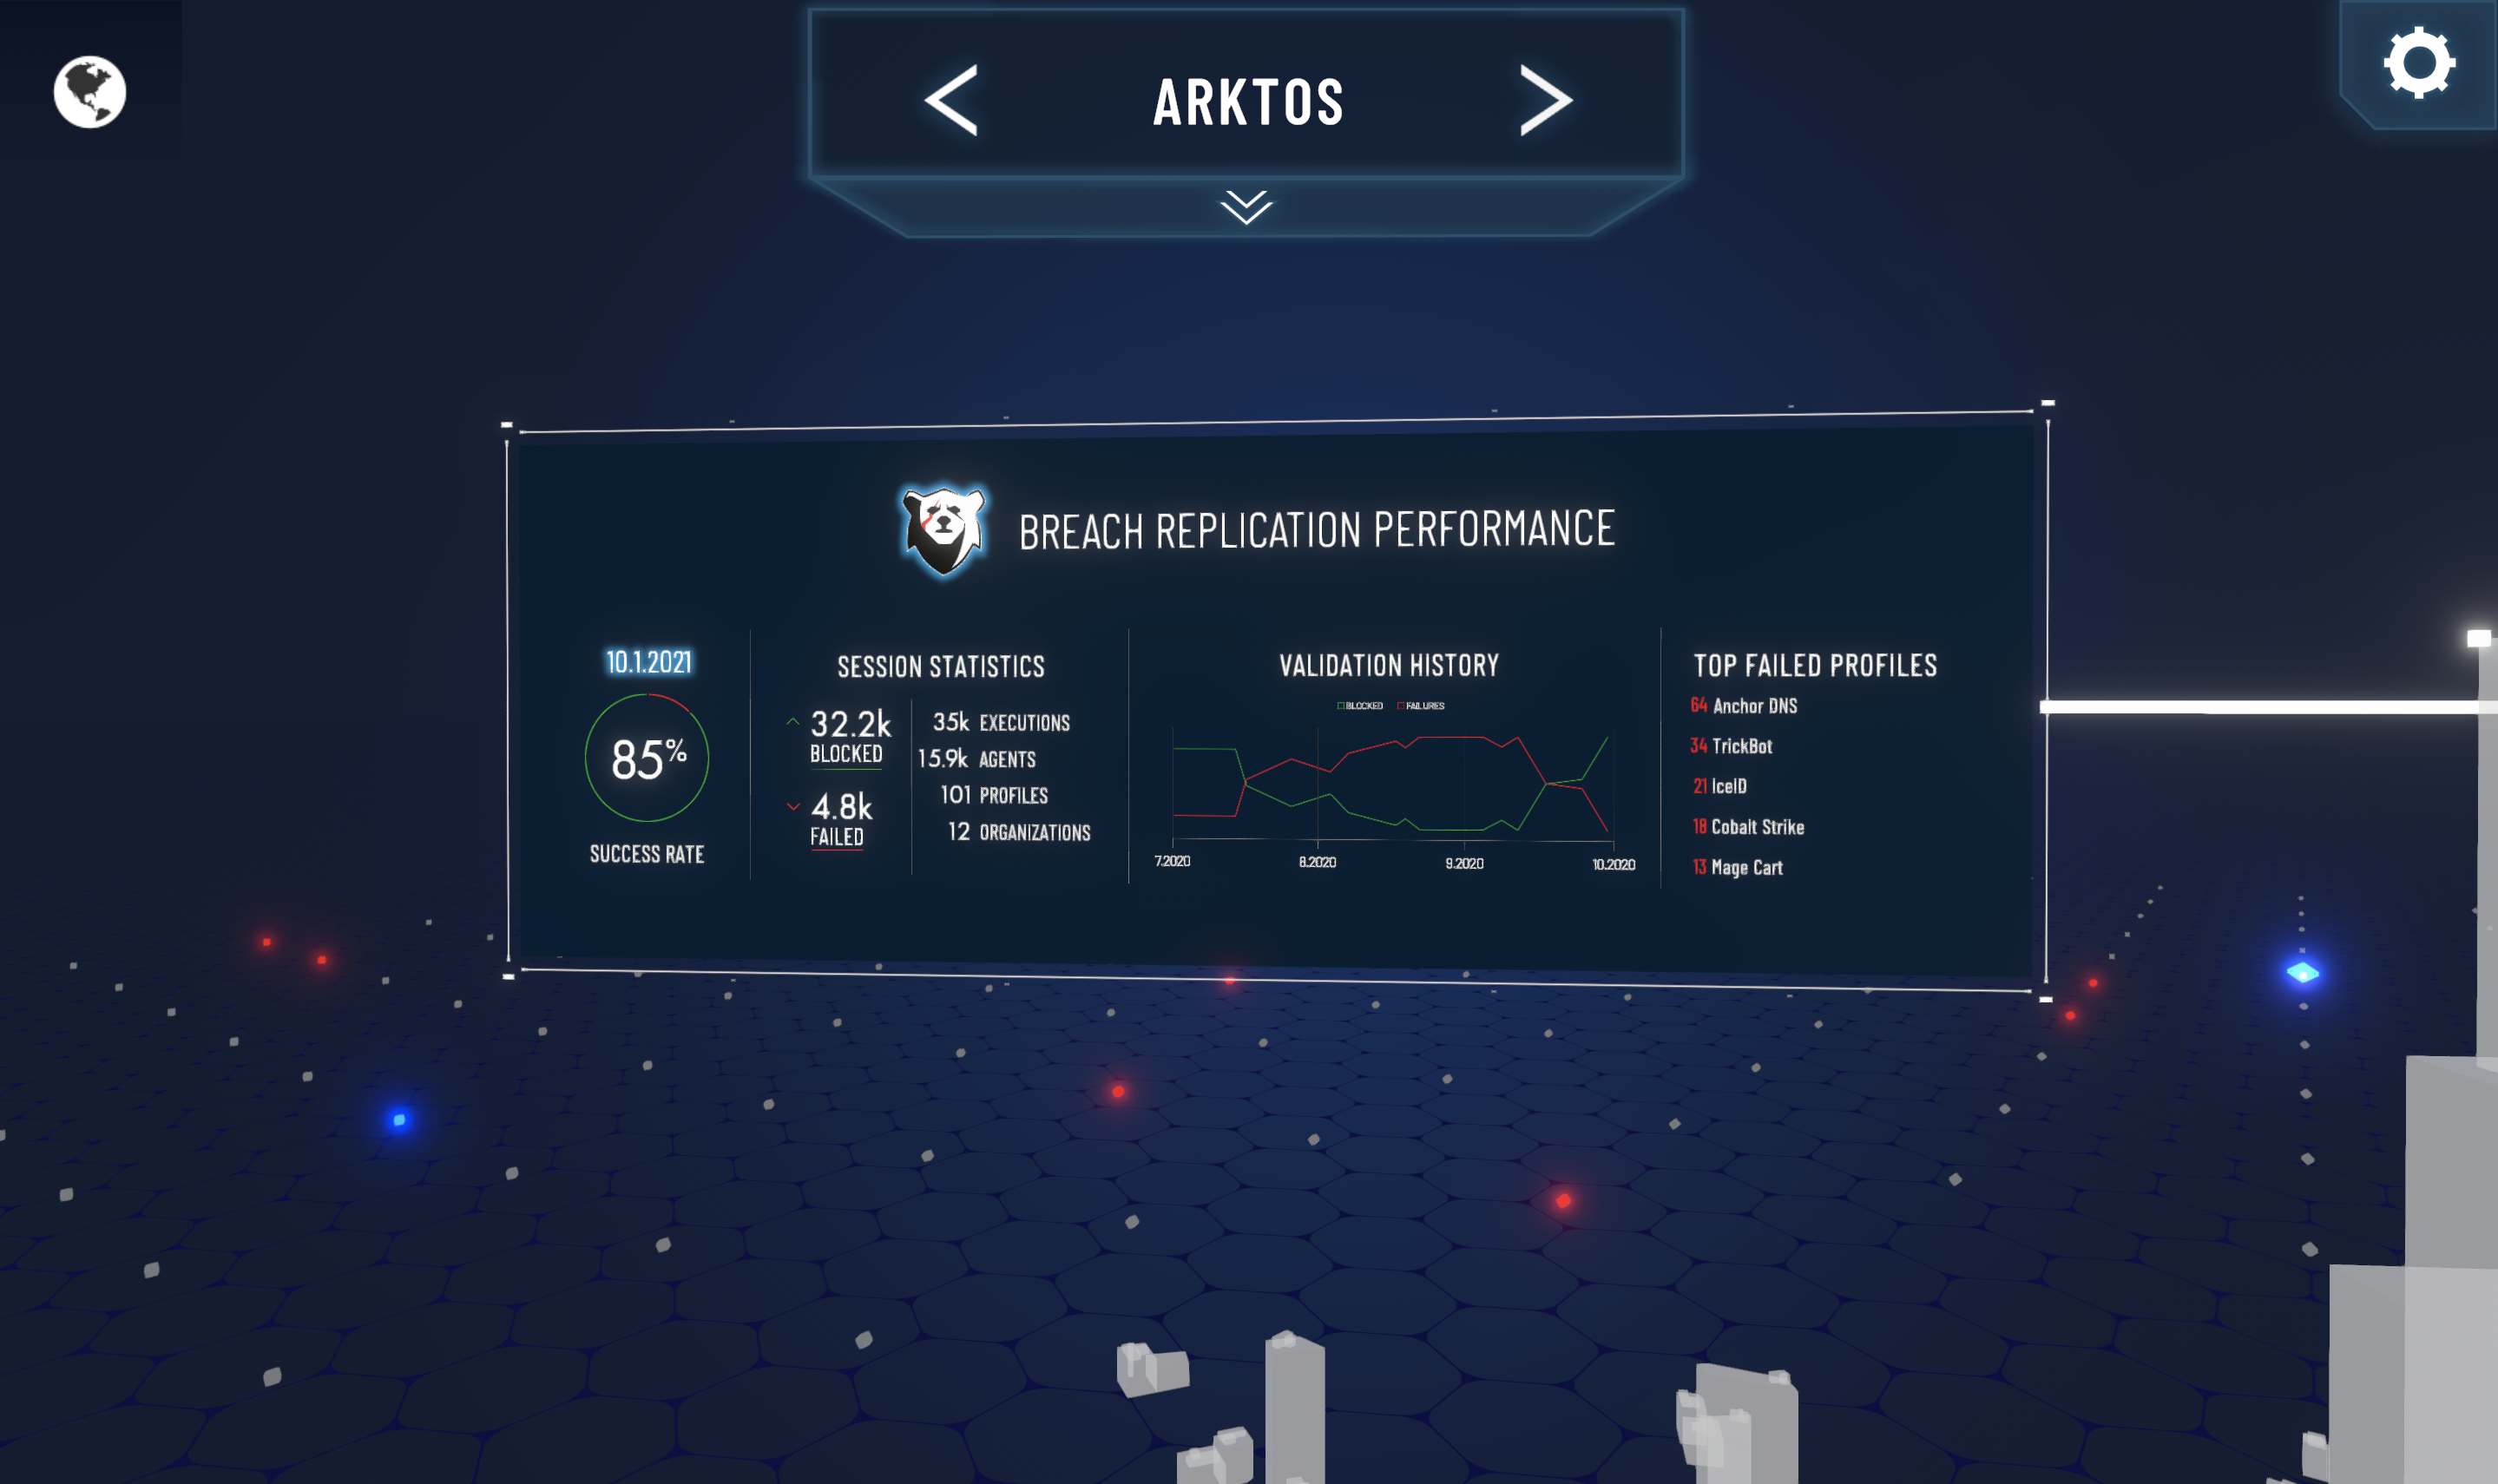 ARKTOS
BREACH REPLICATION PERFORMANCE
10.1.2021
85%
SUCCESS RATE
SESSION STATISTICS
32.2k
BLOCKED
4.8k
FAILED
35k EXECUTIONS
15.9k AGENTS
101 PROFILES
12 ORGANIZATIONS
VALIDATION HISTORY
BLOCKED FAILURES
7.2020 8.2020 9.2020 10.2020
TOP FAILED PROFILES
64 Anchor DNS
34 TrickBot
21 IceID
18 Cobalt Strike
13 Mage Cart